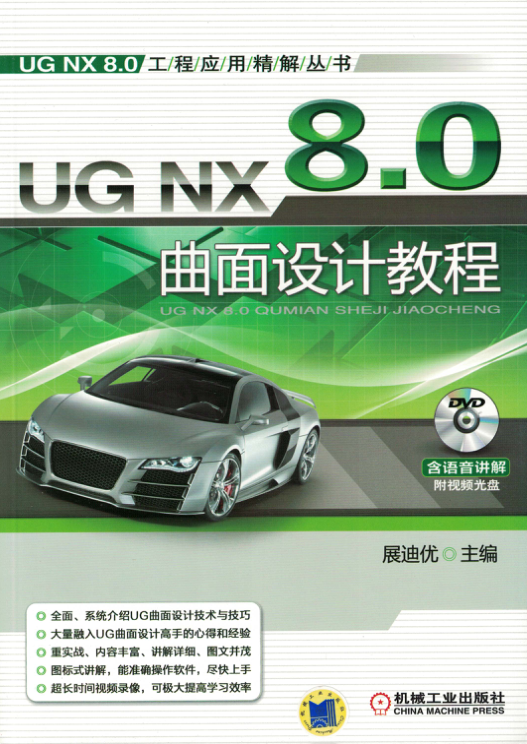 UG NX 8.0 工/程/应/用/精/解/丛/书
UG NX 8.0
曲面设计教程
UG NX 8.0 QUMIAN SHEJI JIAOCHENG
DVD
含语音讲解
附视频光盘
展迪优◎主编
全面、系统介绍UG曲面设计技术与技巧
大量融入UG曲面设计高手的心得和经验
重实战、内容丰富、讲解详细、图文并茂
图标式讲解，能准确操作软件，尽快上手
超长时间视频录像，可极大提高学习效率
机械工业出版社
CHINA MACHINE PRESS